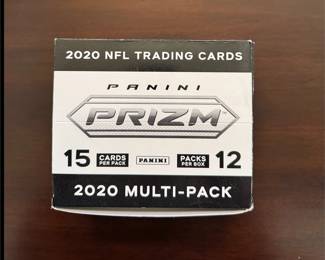 2020 NFL TRADING CARDS
PANINI
PRIZM
15 CARDS PER PACK PANINI PACKS PER BOX 12
2020 MULTI-PACK